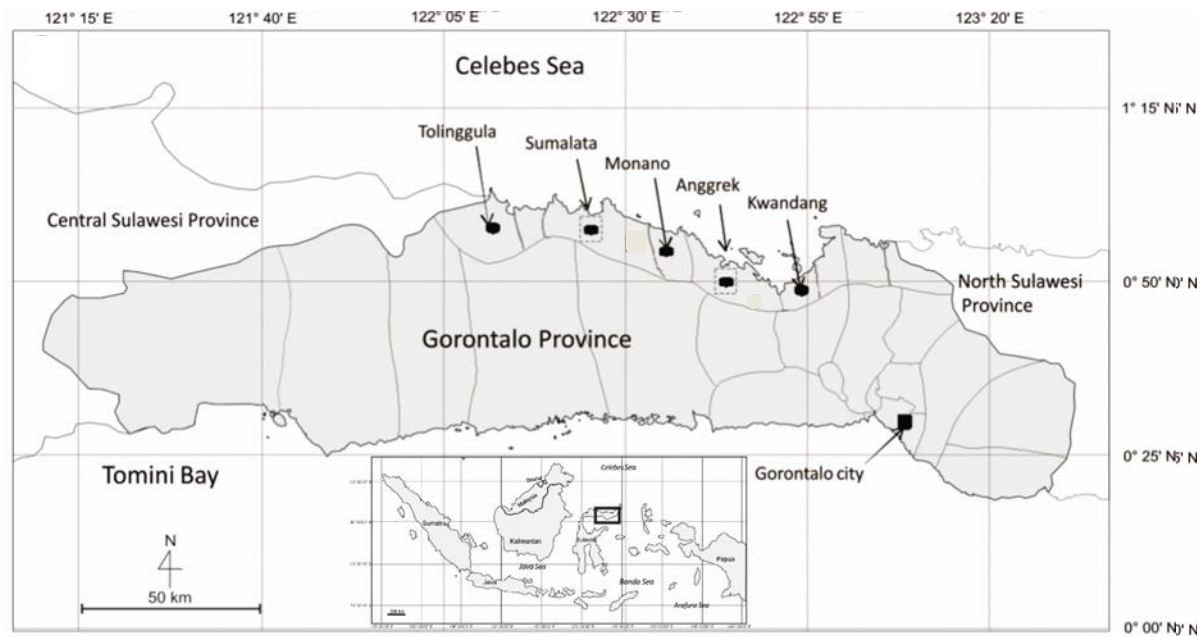 121° 15' E 121° 40' E 122° 05' E 122° 30' E 122° 55' E 123° 20' E
Celebes Sea
1° 15' N
Tolinggula
Sumalata
Monano
Anggrek
Kwandang
Central Sulawesi Province
0° 50' N
North Sulawesi
Province
Gorontalo Province
0° 25' N
Tomini Bay
Gorontalo city
N
50 km
0° 00' N
Celebes Sea
Brunei
Malaysia
Sumatra
Kalimantan
Sulawesi
Papua
Java Sea
Java
Banda Sea
Arafura Sea